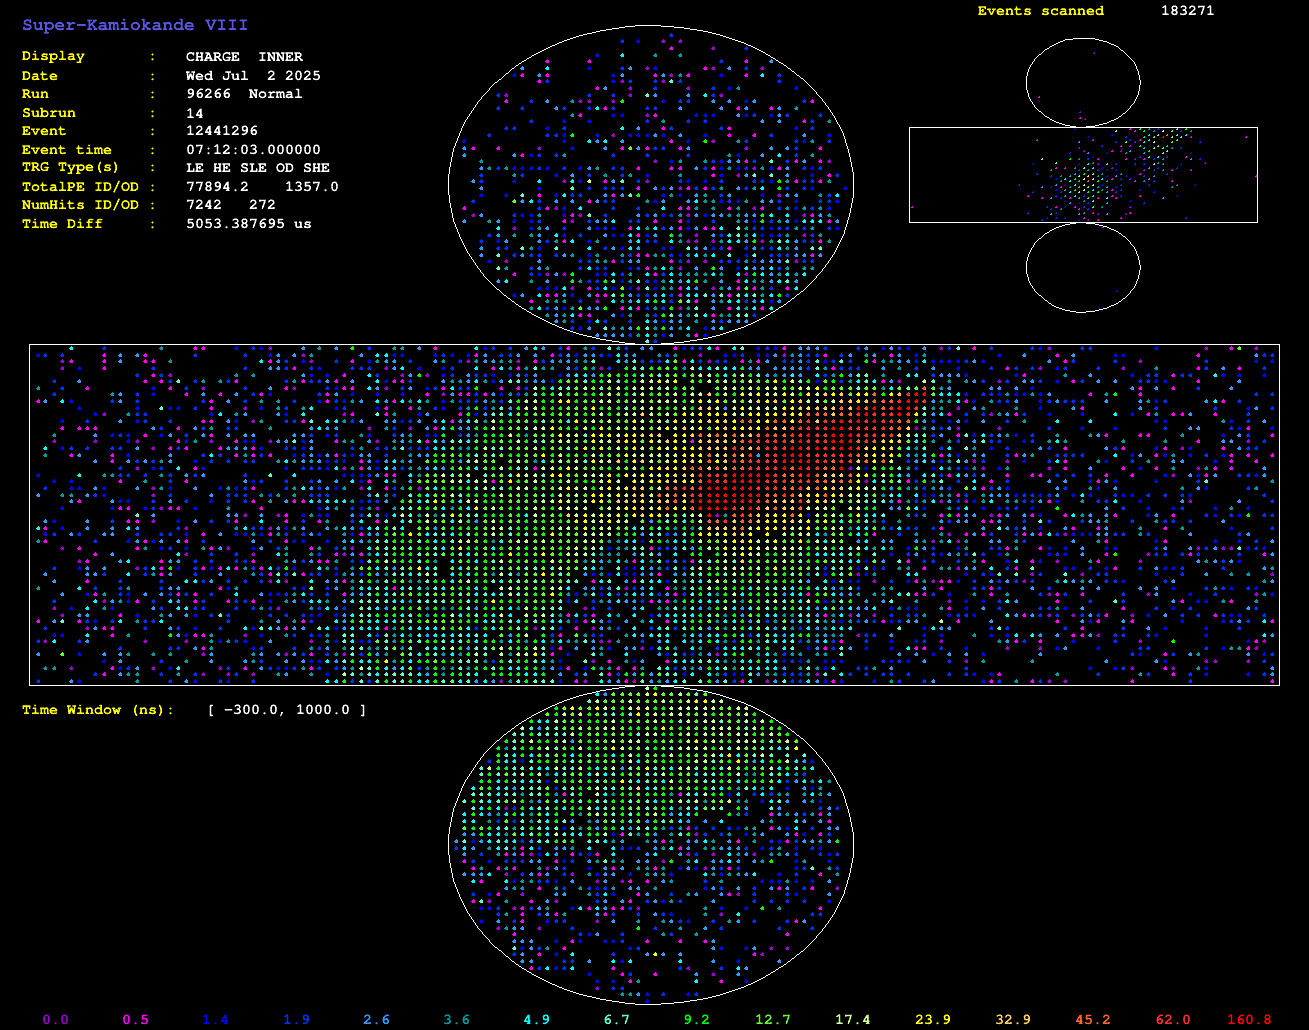 Super-Kamiokande VIII
Events scanned 183271
Display : CHARGE INNER
Date : Wed Jul 2 2025
Run : 96266 Normal
Subrun : 14
Event : 12441296
Event time : 07:12:03.000000
TRG Type(s) : LE HE SLE OD SHE
TotalPE ID/OD : 77894.2 1357.0
NumHits ID/OD : 7242 272
Time Diff : 5053.387695 us
Time Window (ns): [ -300.0, 1000.0 ]
0.0 0.5 1.4 1.9 2.6 3.6 4.9 6.7 9.2 12.7 17.4 23.9 32.9 45.2 62.0 160.8